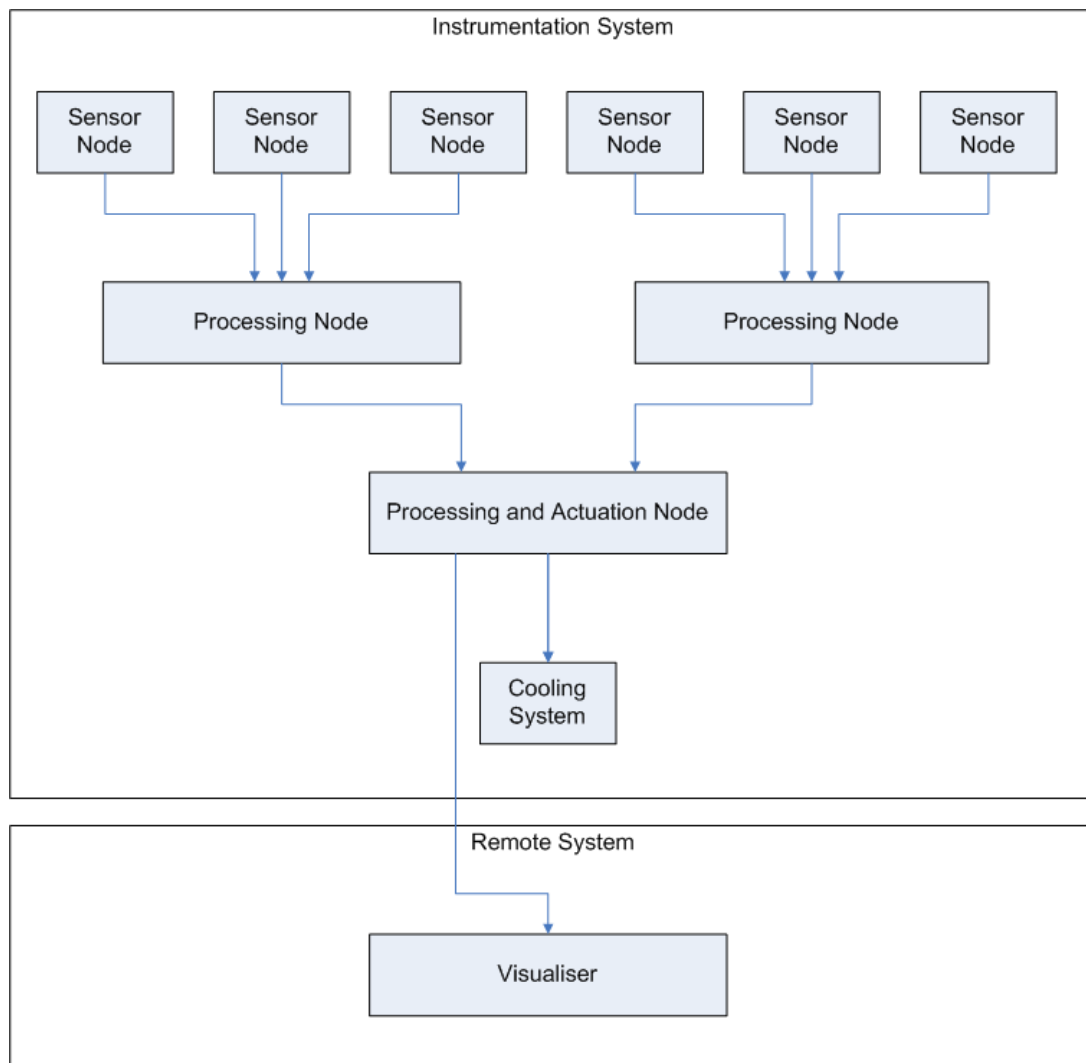 Instrumentation System
Sensor
Node
Sensor
Node
Sensor
Node
Sensor
Node
Sensor
Node
Sensor
Node
Processing Node
Processing Node
Processing and Actuation Node
Cooling
System
Remote System
Visualiser